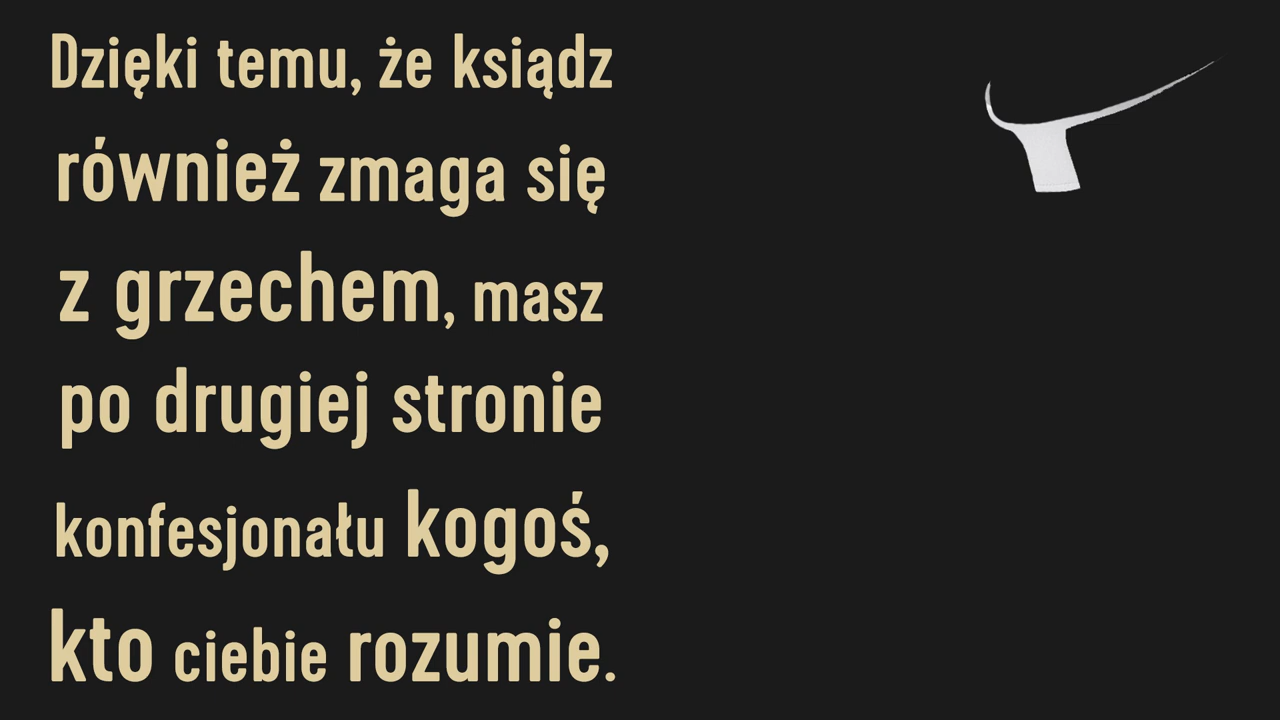 Dzięki temu, że ksiądz
również zmaga się
z grzechem, masz
po drugiej stronie
konfesjonału kogoś,
kto ciebie rozumie.